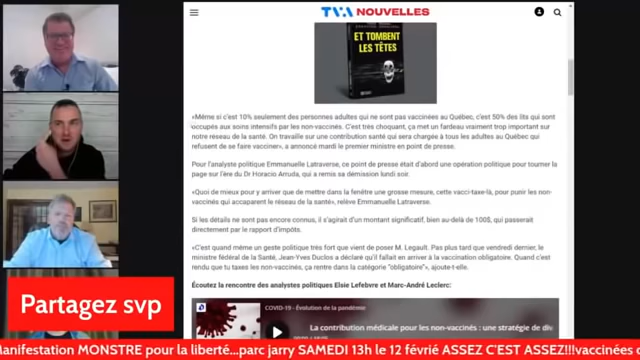 TVA NOUVELLES
ET TOMBENT
LES TÊTES
«Même si c'est 10% seulement des personnes adultes qui ne sont pas vaccinées au Québec, c'est 50% des lits qui sont
occupés aux soins intensifs par les non-vaccinés. C'est très choquant, ça met un fardeau vraiment trop important sur
notre réseau de la santé. On travaille sur une contribution santé qui sera chargée à tous les adultes au Québec qui
refusent de se faire vacciner», a annoncé mardi le premier ministre en point de presse.
Pour l'analyste politique Emmanuelle Latraverse, ce point de presse était d'abord une opération politique pour tourner la
page sur l'ère du Dr Horacio Arruda, qui a remis sa démission lundi soir.
«Quoi de mieux pour y arriver que de mettre dans la fenêtre une grosse mesure, cette vacci-taxe-là, pour punir les non-
vaccinés qui accaparent le réseau de la santé», relève Emmanuelle Latraverse.
Si les détails ne sont pas encore connus, il s'agirait d'un montant significatif, bien au-delà de 100$, qui passerait
directement par le rapport d'impôts.
«C'est quand même un geste politique très fort que vient de poser M. Legault. Pas plus tard que vendredi dernier, le
ministre fédéral de la Santé, Jean-Yves Duclos a déclaré qu'il fallait en arriver à la vaccination obligatoire. Quand c'est
rendu que tu taxes les non-vaccinés, ça rentre dans la catégorie "obligatoire", ajoute-t-elle.
Écoutez la rencontre des analystes politiques Elsie Lefebvre et Marc-André Leclerc:
COVID-19 - Évolution de la pandémie
La contribution médicale pour les non-vaccinés : une stratégie de div
Partagez svp
Manifestation MONSTRE pour la liberté...parc jarry SAMEDI 13h le 12 févrié ASSEZ C'EST ASSEZ!!!vaccinées